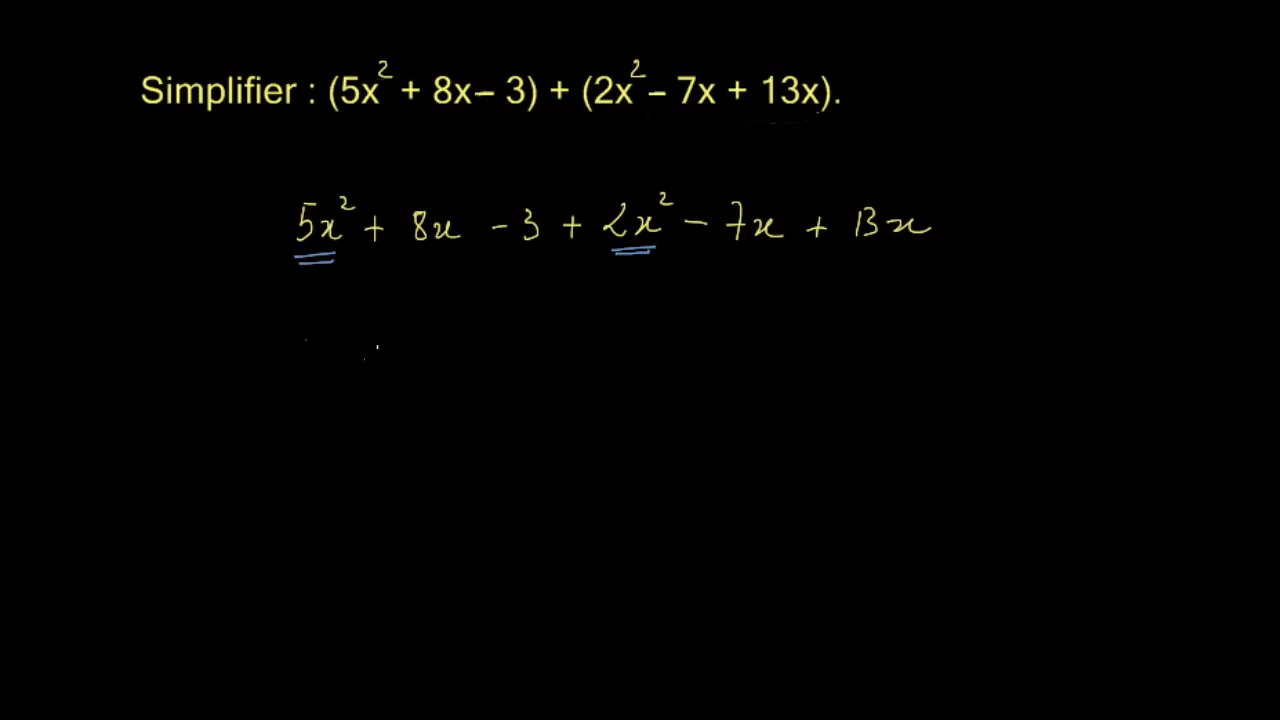 Simplifier : (5x² + 8x – 3) + (2x² – 7x + 13x).
5x² + 8x - 3 + 2x² - 7x + 13x